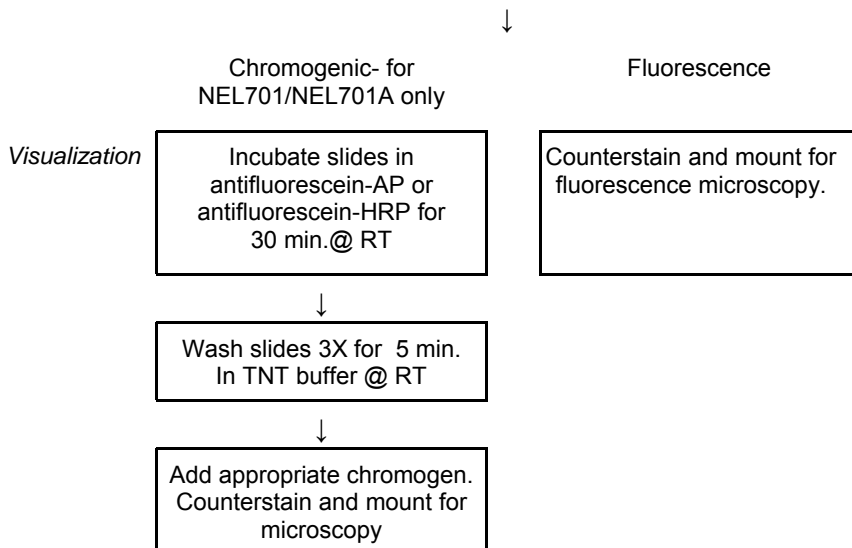 ↓
Chromogenic- for
NEL701/NEL701A only
Fluorescence
Visualization
Incubate slides in
antifluorescein-AP or
antifluorescein-HRP for
30 min.@ RT
Counterstain and mount for
fluorescence microscopy.
↓
Wash slides 3X for 5 min.
In TNT buffer @ RT
↓
Add appropriate chromogen.
Counterstain and mount for
microscopy